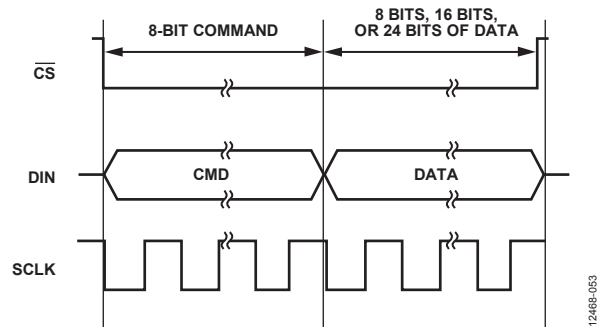 8-BIT COMMAND
8 BITS, 16 BITS,
OR 24 BITS OF DATA
CS
DIN
CMD
DATA
SCLK
12468-053